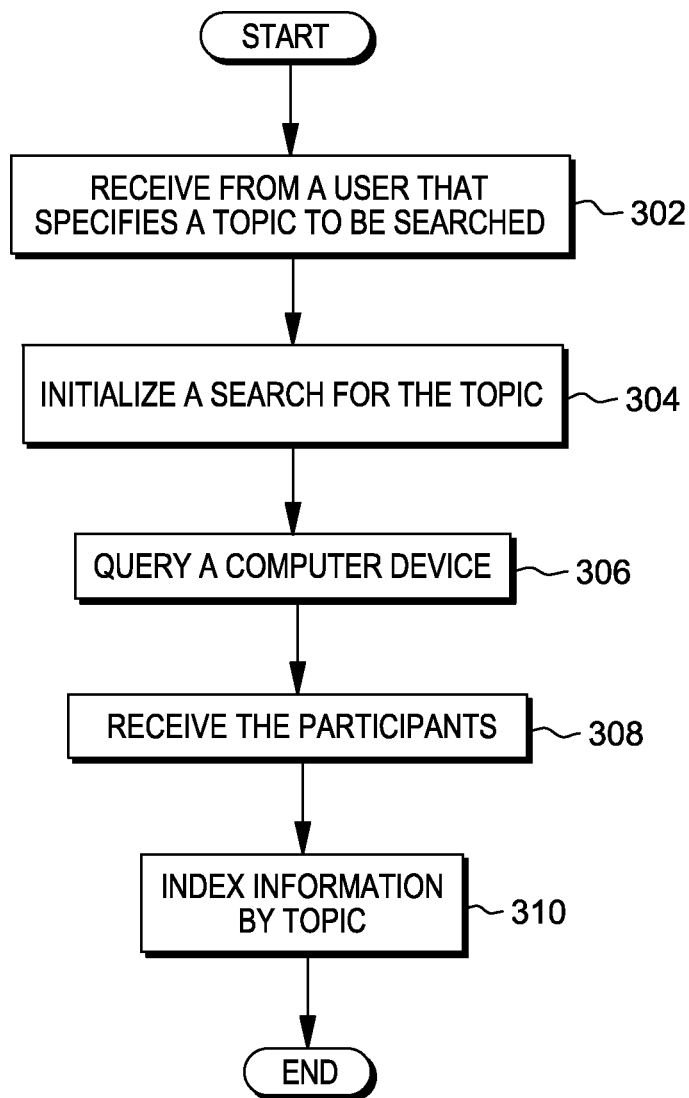 START
RECEIVE FROM A USER THAT
SPECIFIES A TOPIC TO BE SEARCHED
302
INITIALIZE A SEARCH FOR THE TOPIC
304
QUERY A COMPUTER DEVICE
306
RECEIVE THE PARTICIPANTS
308
INDEX INFORMATION
BY TOPIC
310
END